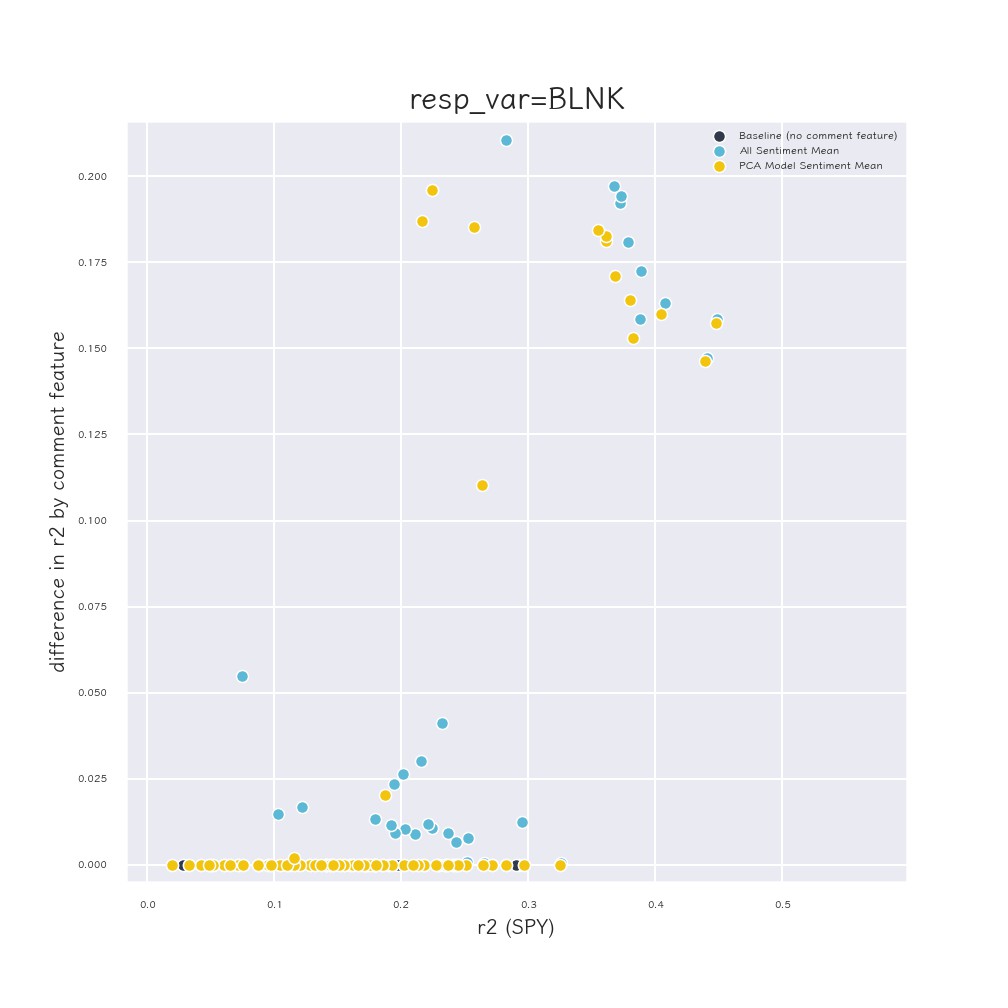 resp_var=BLNK
Baseline (no comment feature)
All Sentiment Mean
PCA Model Sentiment Mean
difference in r2 by comment feature
0.200
0.175
0.150
0.125
0.100
0.075
0.050
0.025
0.000
0.0 0.1 0.2 0.3 0.4 0.5
r2 (SPY)